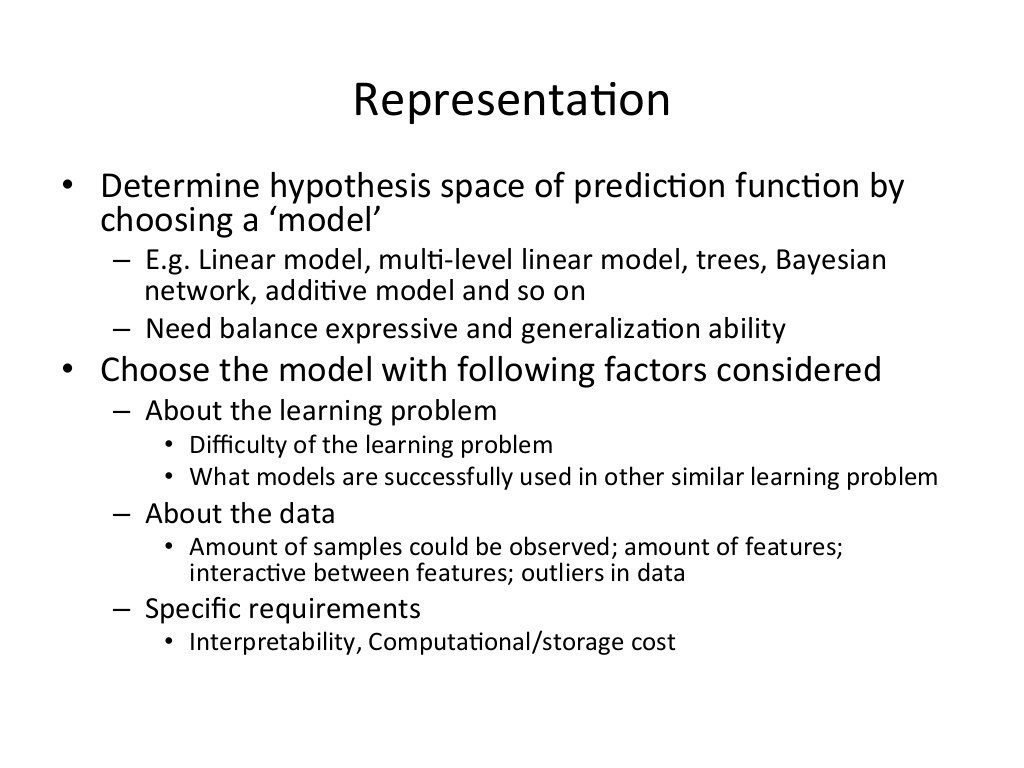 Representation
• Determine hypothesis space of prediction function by
choosing a ‘model’
– E.g. Linear model, multi-level linear model, trees, Bayesian
network, additive model and so on
– Need balance expressive and generalization ability
• Choose the model with following factors considered
– About the learning problem
• Difficulty of the learning problem
• What models are successfully used in other similar learning problem
– About the data
• Amount of samples could be observed; amount of features;
interactive between features; outliers in data
– Specific requirements
• Interpretability, Computational/storage cost